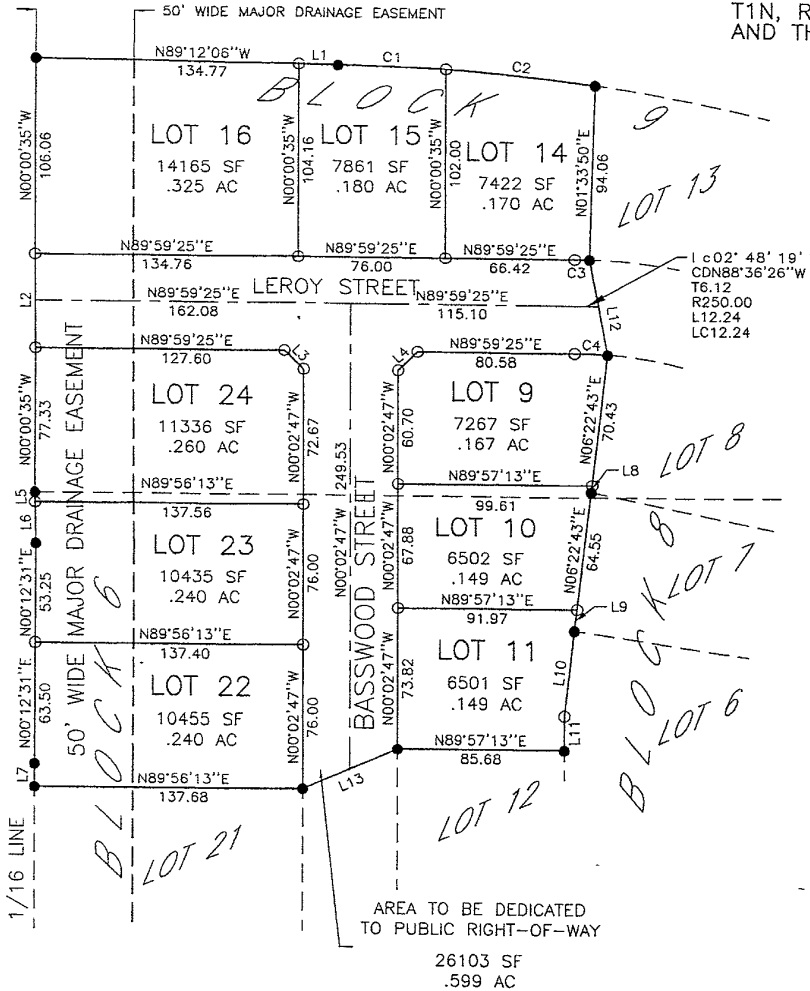 50' WIDE MAJOR DRAINAGE EASEMENT
T1N, R
AND TH
N89°12'06"W
134.77
L1
C1
C2
BLOCK 9
N00°00'35"W
106.06
LOT 16
14165 SF
.325 AC
N00°00'35"W
104.16
LOT 15
7861 SF
.180 AC
N00°00'35"W
102.00
LOT 14
7422 SF
.170 AC
N01°33'50"E
94.06
LOT 13
N89°59'25"E
134.76
N89°59'25"E
76.00
N89°59'25"E
66.42
C3
L2
LEROY STREET
N89°59'25"E
162.08
N89°59'25"E
115.10
L12
I c02° 48' 19'
CDN88°36'26"W
T6.12
R250.00
L12.24
LC12.24
N89°59'25"E
127.60
L3
L4
N89°59'25"E
80.58
C4
N00°00'35"W
77.33
50' WIDE MAJOR DRAINAGE EASEMENT
LOT 24
11336 SF
.260 AC
N00°02'47"W
72.67
N00°02'47"W
249.53
BASSWOOD STREET
N00°02'47"W
60.70
LOT 9
7267 SF
.167 AC
N06°22'43"E
70.43
LOT 8
L5
N89°56'13"E
137.56
N89°57'13"E
99.61
L8
L6
N00°12'31"E
53.25
LOT 23
10435 SF
.240 AC
N00°02'47"W
76.00
N00°02'47"W
67.88
LOT 10
6502 SF
.149 AC
N06°22'43"E
64.55
LOT 7
BLOCK 8
N89°56'13"E
137.40
N89°57'13"E
91.97
L9
N00°12'31"E
63.50
BLOCK 6
LOT 22
10455 SF
.240 AC
N00°02'47"W
76.00
N00°02'47"W
73.82
LOT 11
6501 SF
.149 AC
L10
L11
LOT 6
L7
N89°56'13"E
137.68
L13
N89°57'13"E
85.68
1/16 LINE
LOT 21
LOT 12
AREA TO BE DEDICATED
TO PUBLIC RIGHT-OF-WAY
26103 SF
.599 AC